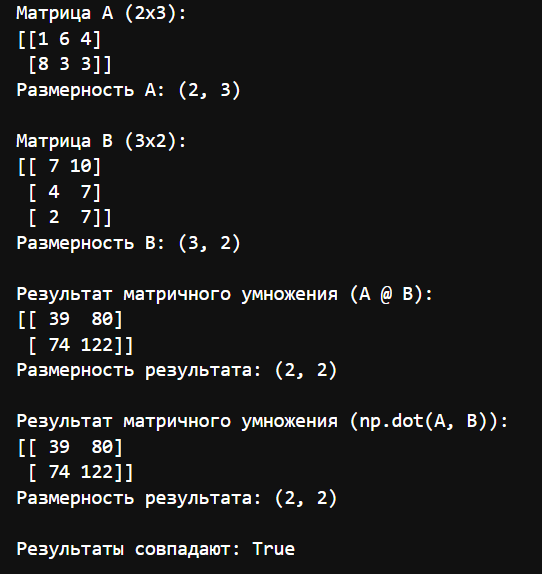 Матрица A (2x3):
[[1 6 4]
 [8 3 3]]
Размерность A: (2, 3)

Матрица B (3x2):
[[ 7 10]
 [ 4  7]
 [ 2  7]]
Размерность B: (3, 2)

Результат матричного умножения (A @ B):
[[ 39  80]
 [ 74 122]]
Размерность результата: (2, 2)

Результат матричного умножения (np.dot(A, B)):
[[ 39  80]
 [ 74 122]]
Размерность результата: (2, 2)

Результаты совпадают: True